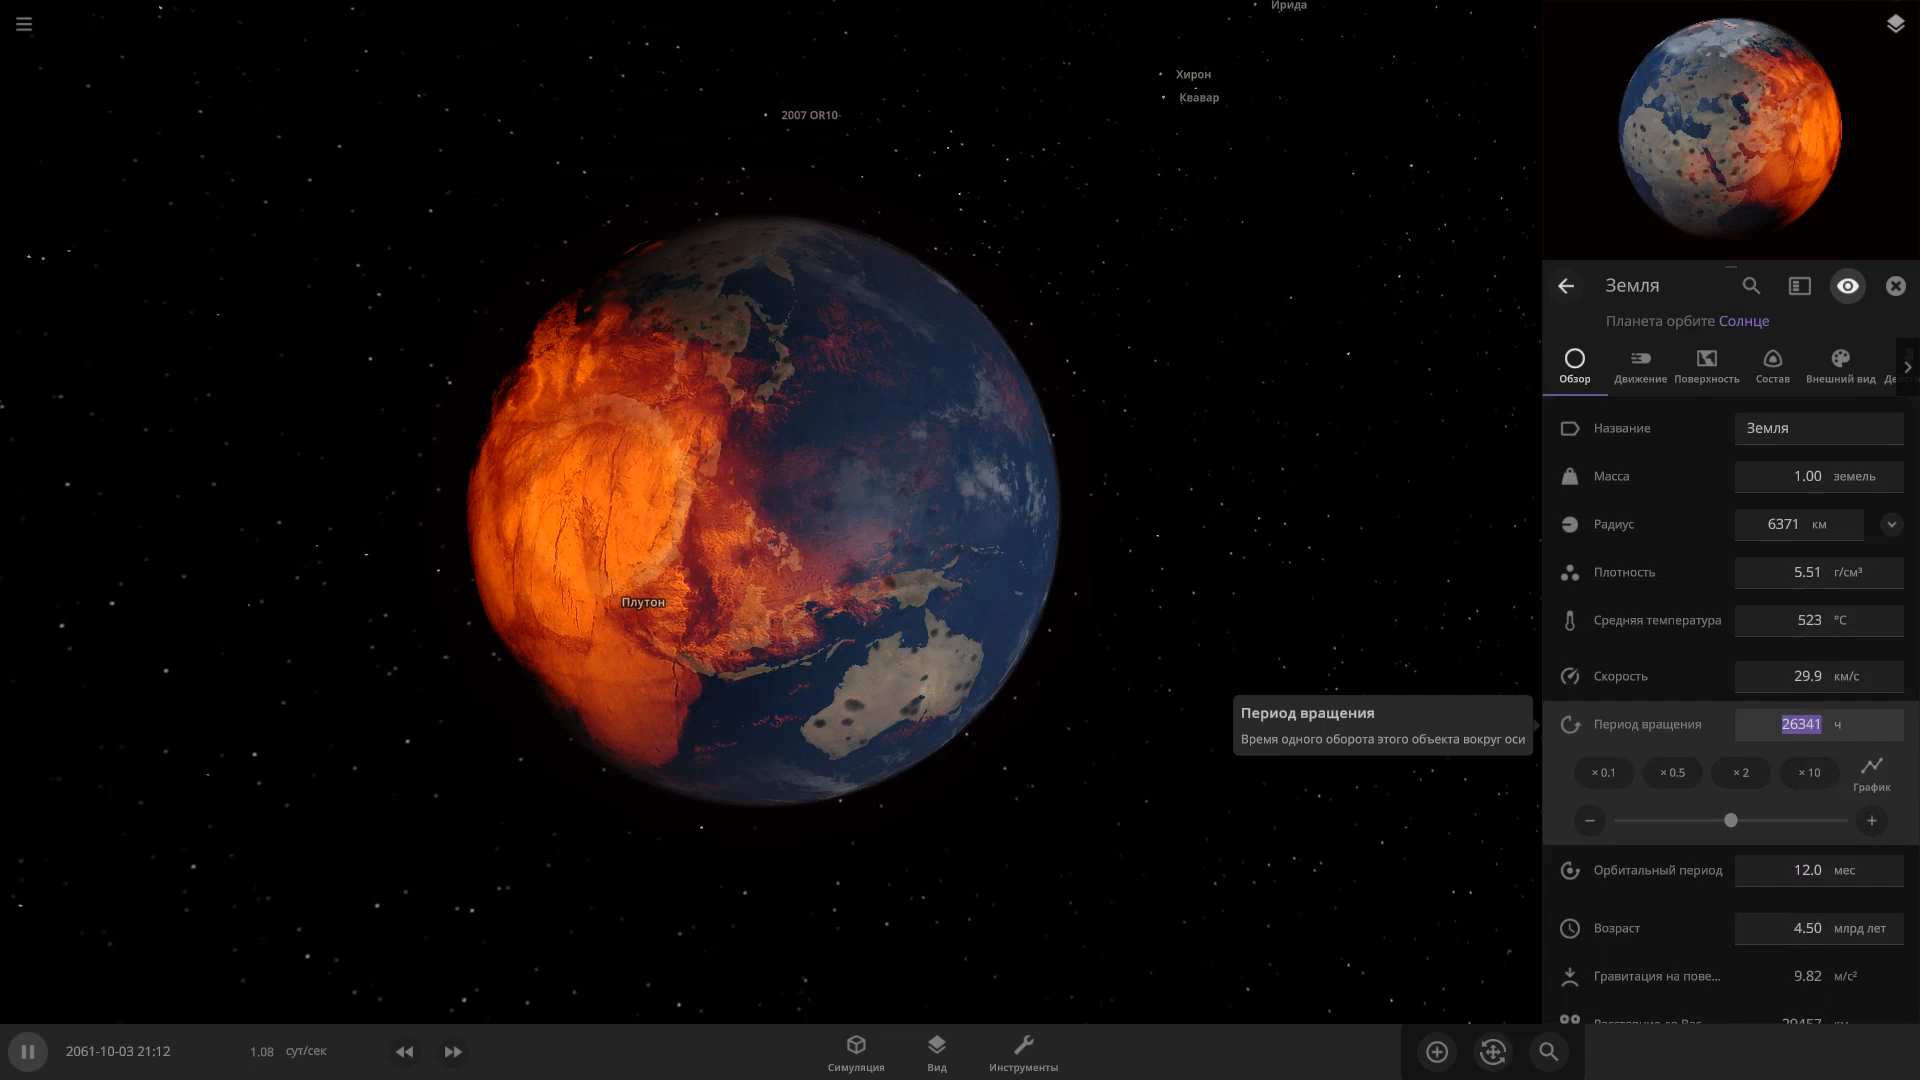 Ирида
Хирон
Квавар
2007 OR10
Плутон
Земля
Планета орбите Солнце
Обзор
Движение
Поверхность
Состав
Внешний вид
Название
Земля
Масса
1.00 земель
Радиус
6371 км
Плотность
5.51 г/см³
Средняя температура
523 °C
Скорость
29.9 км/с
Период вращения
26341 ч
Период вращения
Время одного оборота этого объекта вокруг оси
× 0.1
× 0.5
× 2
× 10
График
Орбитальный период
12.0 мес
Возраст
4.50 млрд лет
Гравитация на пове...
9.82 м/с²
2061-10-03 21:12
1.08 сут/сек
Симуляция
Вид
Инструменты